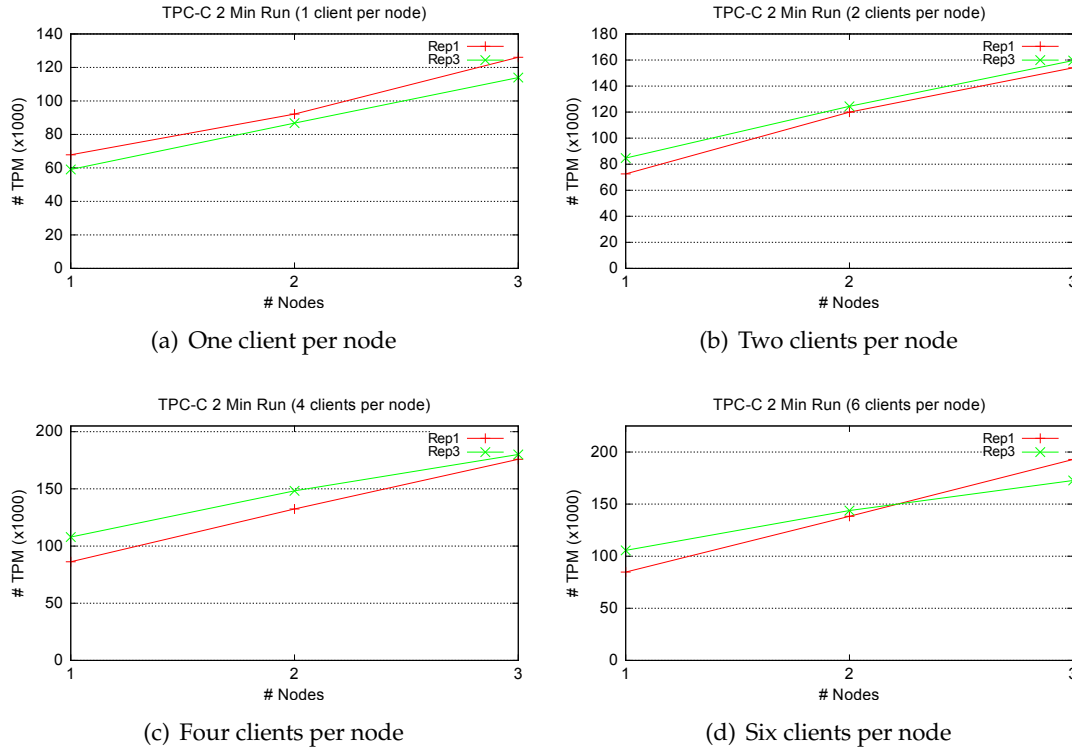 TPC-C 2 Min Run (1 client per node)
# TPM (x1000)
140
120
100
80
60
40
20
0
Rep1
Rep3
1
2
3
# Nodes
(a) One client per node
TPC-C 2 Min Run (2 clients per node)
# TPM (x1000)
180
160
140
120
100
80
60
40
20
0
Rep1
Rep3
1
2
3
# Nodes
(b) Two clients per node
TPC-C 2 Min Run (4 clients per node)
# TPM (x1000)
200
150
100
50
0
Rep1
Rep3
1
2
3
# Nodes
(c) Four clients per node
TPC-C 2 Min Run (6 clients per node)
# TPM (x1000)
200
150
100
50
0
Rep1
Rep3
1
2
3
# Nodes
(d) Six clients per node